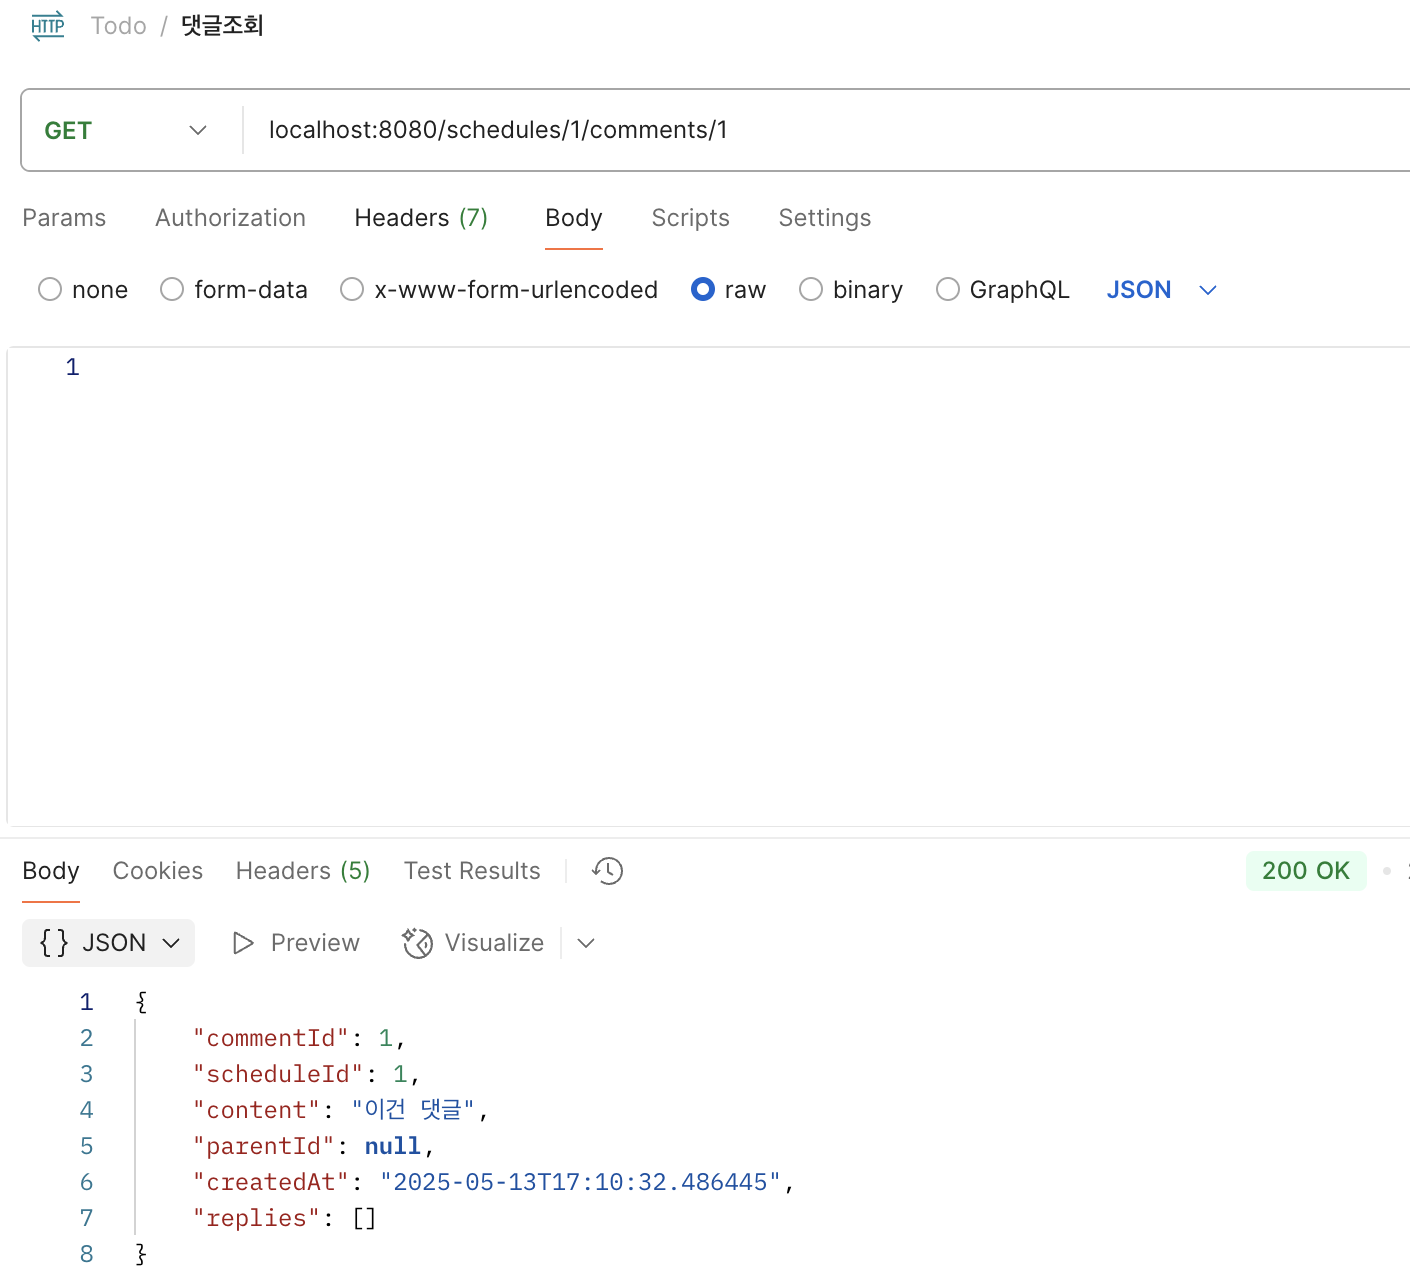 HTTP Todo / 댓글조회
GET localhost:8080/schedules/1/comments/1
Params Authorization Headers (7) Body Scripts Settings
none form-data x-www-form-urlencoded raw binary GraphQL JSON
1
Body Cookies Headers (5) Test Results 200 OK
{} JSON Preview Visualize
1 {
2 "commentId": 1,
3 "scheduleId": 1,
4 "content": "이건 댓글",
5 "parentId": null,
6 "createdAt": "2025-05-13T17:10:32.486445",
7 "replies": []
8 }